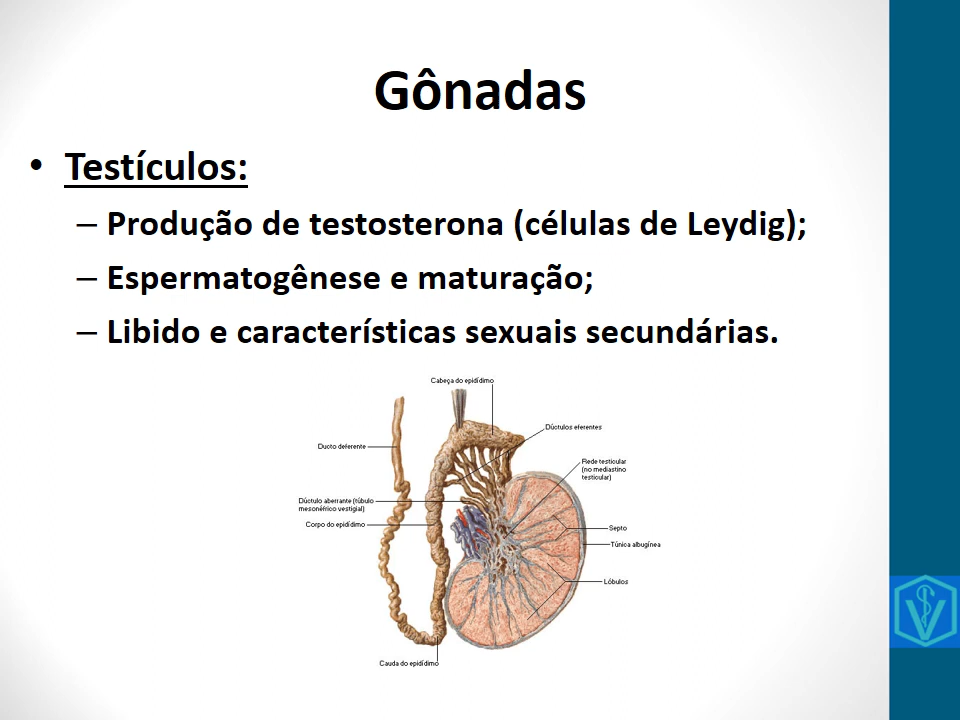 Gônadas
• Testículos:
– Produção de testosterona (células de Leydig);
– Espermatogênese e maturação;
– Libido e características sexuais secundárias.
Cabeça do epidídimo
Dúctulos eferentes
Ducto deferente
Rede testicular
(no mediastino
testicular)
Dúctulo aberrante (túbulo
mesonéfrico vestigial)
Corpo do epidídimo
Septo
Túnica albugínea
Lóbulos
Cauda do epidídimo